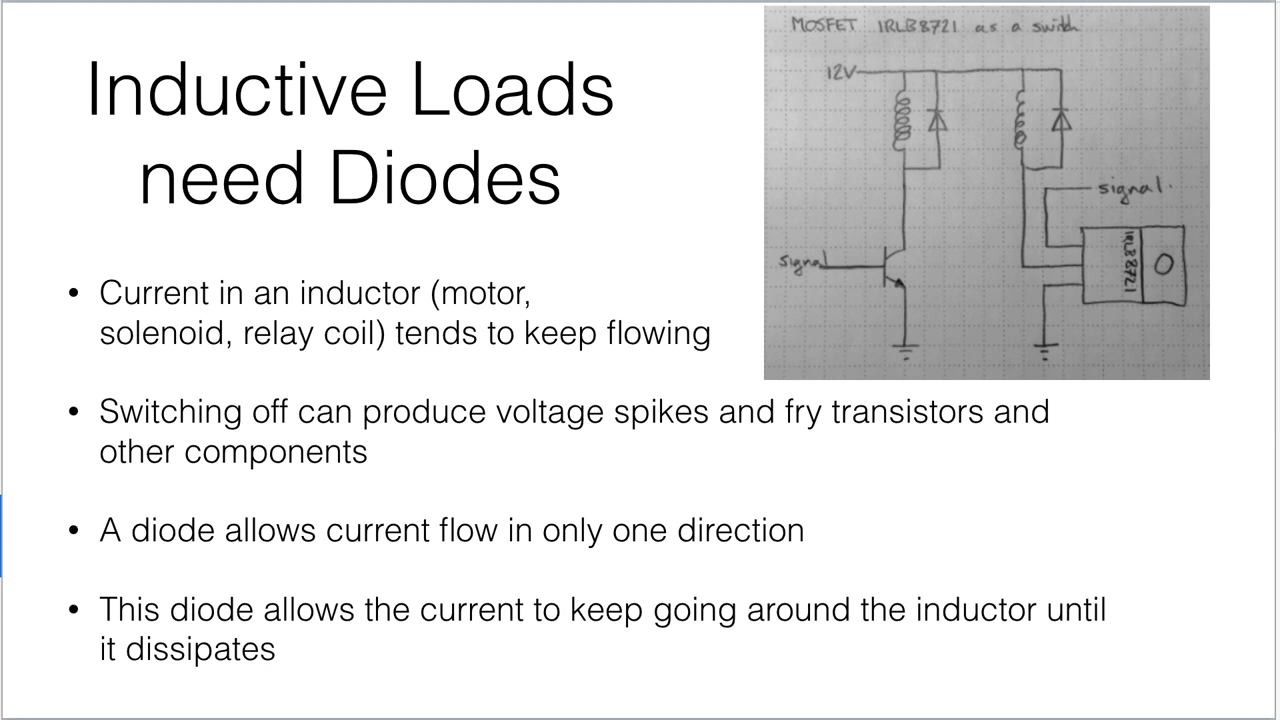 Inductive Loads
need Diodes
MOSFET IRLB8721 as a switch
12V
signal
signal.
IRLB8721
• Current in an inductor (motor,
solenoid, relay coil) tends to keep flowing
• Switching off can produce voltage spikes and fry transistors and
other components
• A diode allows current flow in only one direction
• This diode allows the current to keep going around the inductor until
it dissipates